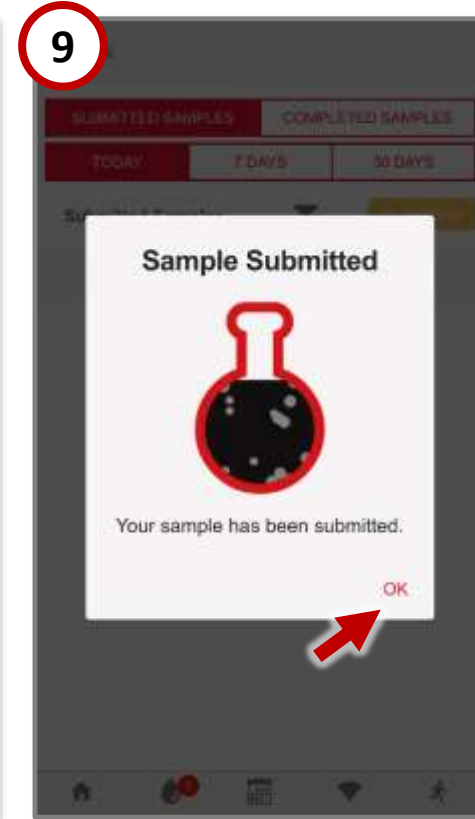 9
SUBMITTED SAMPLES COMPLETED SAMPLES
TODAY 7 DAYS 30 DAYS
Sample Submitted
Your sample has been submitted.
OK